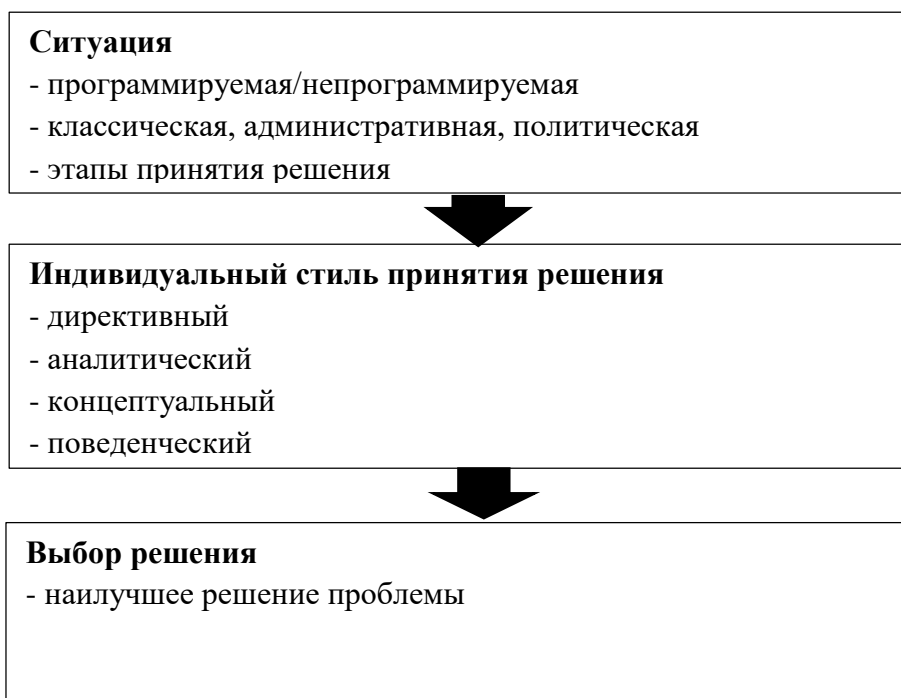 Ситуация
- программируемая/непрограммируемая
- классическая, административная, политическая
- этапы принятия решения
Индивидуальный стиль принятия решения
- директивный
- аналитический
- концептуальный
- поведенческий
Выбор решения
- наилучшее решение проблемы